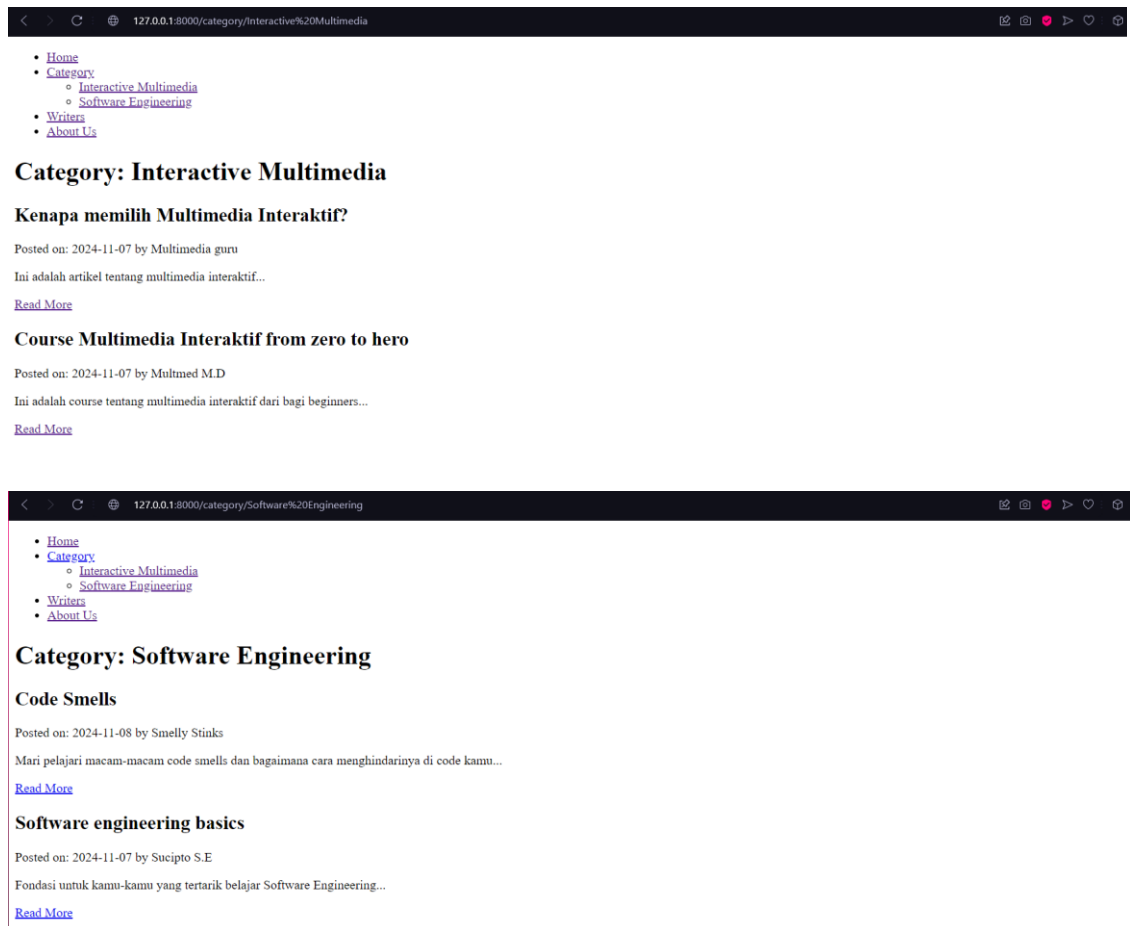 127.0.0.1:8000/category/Interactive%20Multimedia
Home
Category
Interactive Multimedia
Software Engineering
Writers
About Us
Category: Interactive Multimedia
Kenapa memilih Multimedia Interaktif?
Posted on: 2024-11-07 by Multimedia guru
Ini adalah artikel tentang multimedia interaktif...
Read More
Course Multimedia Interaktif from zero to hero
Posted on: 2024-11-07 by Multmed M.D
Ini adalah course tentang multimedia interaktif dari bagi beginners...
Read More
127.0.0.1:8000/category/Software%20Engineering
Home
Category
Interactive Multimedia
Software Engineering
Writers
About Us
Category: Software Engineering
Code Smells
Posted on: 2024-11-08 by Smelly Stinks
Mari pelajari macam-macam code smells dan bagaimana cara menghindarinya di code kamu...
Read More
Software engineering basics
Posted on: 2024-11-07 by Sucipto S.E
Fondasi untuk kamu-kamu yang tertarik belajar Software Engineering...
Read More